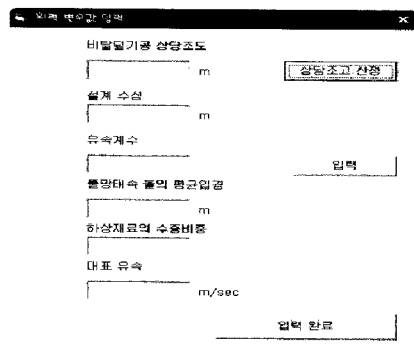 외력 변수값 입력
비탈덮기공 상당조도
m
상당조고 산정
설계 수심
m
유속계수
입력
돌망태속 돌의 평균입경
m
하상재료의 수중비중
대표 유속
m/sec
입력 완료